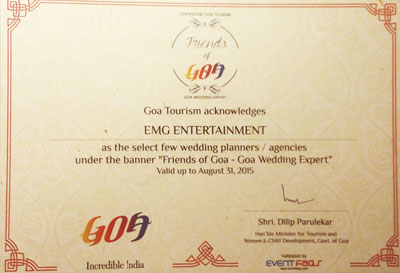 CERTIFIED BY GOA TOURISM
Friends
of
GOA
GOA WEDDING EXPERT
Goa Tourism acknowledges
EMG ENTERTAINMENT
as the select few wedding planners / agencies
under the banner "Friends of Goa - Goa Wedding Expert"
Valid up to August 31, 2015
Shri. Dilip Parulekar
Hon'ble Minister for Tourism and
Women & Child Development, Govt. of Goa
GOA
Incredible !ndia
Validated by
EVENT FAQS